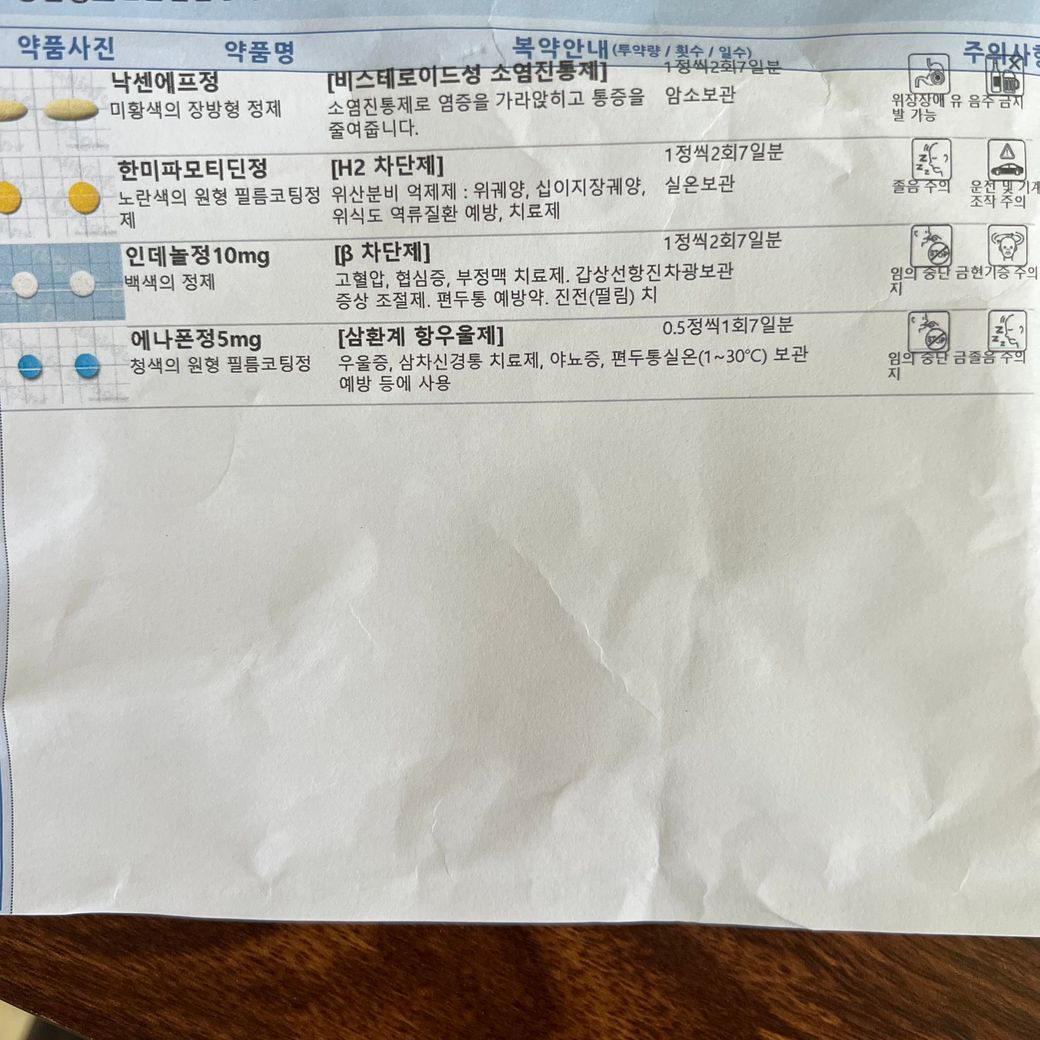 약품사진 약품명 복약안내(투약량 / 횟수 / 일수) 주의사항
낙센에프정 [비스테로이드성 소염진통제] 1정씩2회7일분
미황색의 장방형 정제 소염진통제로 염증을 가라앉히고 통증을 암소보관
줄여줍니다.
위장장애 유 음주 금지
발 가능
한미파모티딘정 [H2 차단제] 1정씩2회7일분
노란색의 원형 필름코팅정 위산분비 억제제 : 위궤양, 십이지장궤양, 실온보관
제 위식도 역류질환 예방, 치료제
졸음 주의 운전 및 기계
조작 주의
인데놀정10mg [β 차단제] 1정씩2회7일분
백색의 정제 고혈압, 협심증, 부정맥 치료제. 갑상선항진차광보관
증상 조절제. 편두통 예방약. 진전(떨림) 치
STOP
임의 중단 금현기증 주의
지
에나폰정5mg [삼환계 항우울제] 0.5정씩1회7일분
청색의 원형 필름코팅정 우울증, 삼차신경통 치료제, 야뇨증, 편두통실온(1~30℃) 보관
예방 등에 사용
STOP
임의 중단 금졸음 주의
지